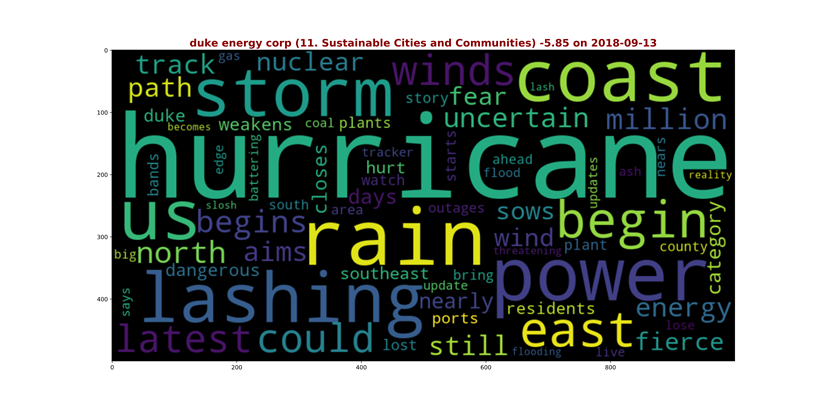 duke energy corp (11. Sustainable Cities and Communities) -5.85 on 2018-09-13
0
100
200
300
400
0
200
400
600
800
track gas nuclear winds coast
path storm story fear lash
duke becomes weakens coal plants uncertain million
hurricane
bands edge battering closes tracker hurt watch starts ahead flood updates ash nears reality
slosh south days area outages
us begins rain sows begin category
big north aims wind threatening plant county
dangerous southeast bring power
says lashing update nearly residents energy
ports lose
latest could lost still east fierce
flooding live